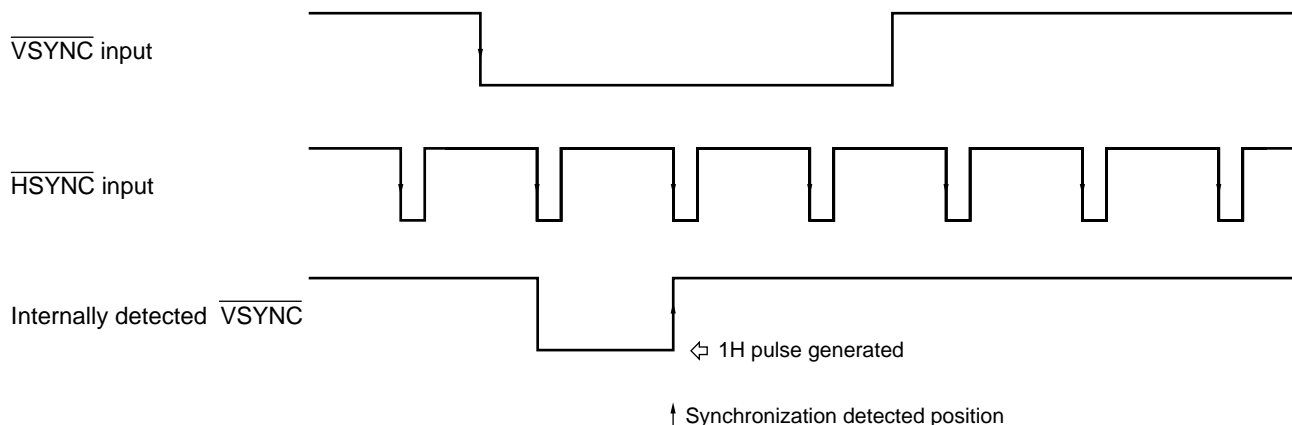 VSYNC input
HSYNC input
Internally detected VSYNC
1H pulse generated
Synchronization detected position